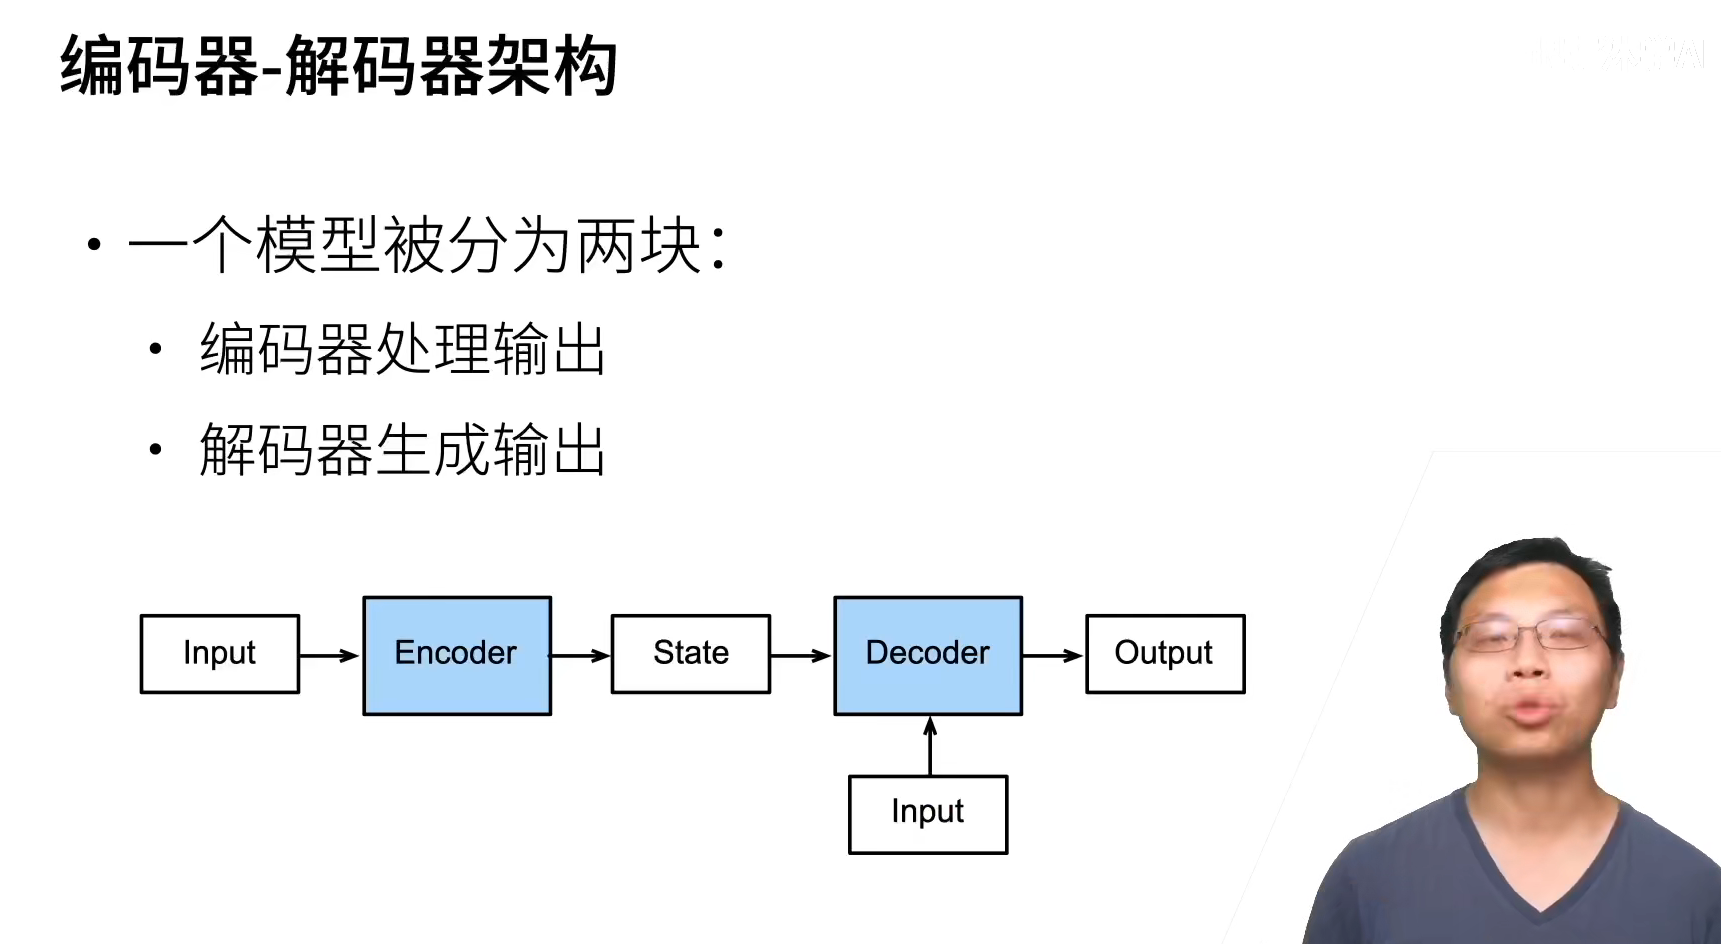 编码器-解码器架构
• 一个模型被分为两块：
• 编码器处理输出
• 解码器生成输出
Input
Encoder
State
Decoder
Output
Input